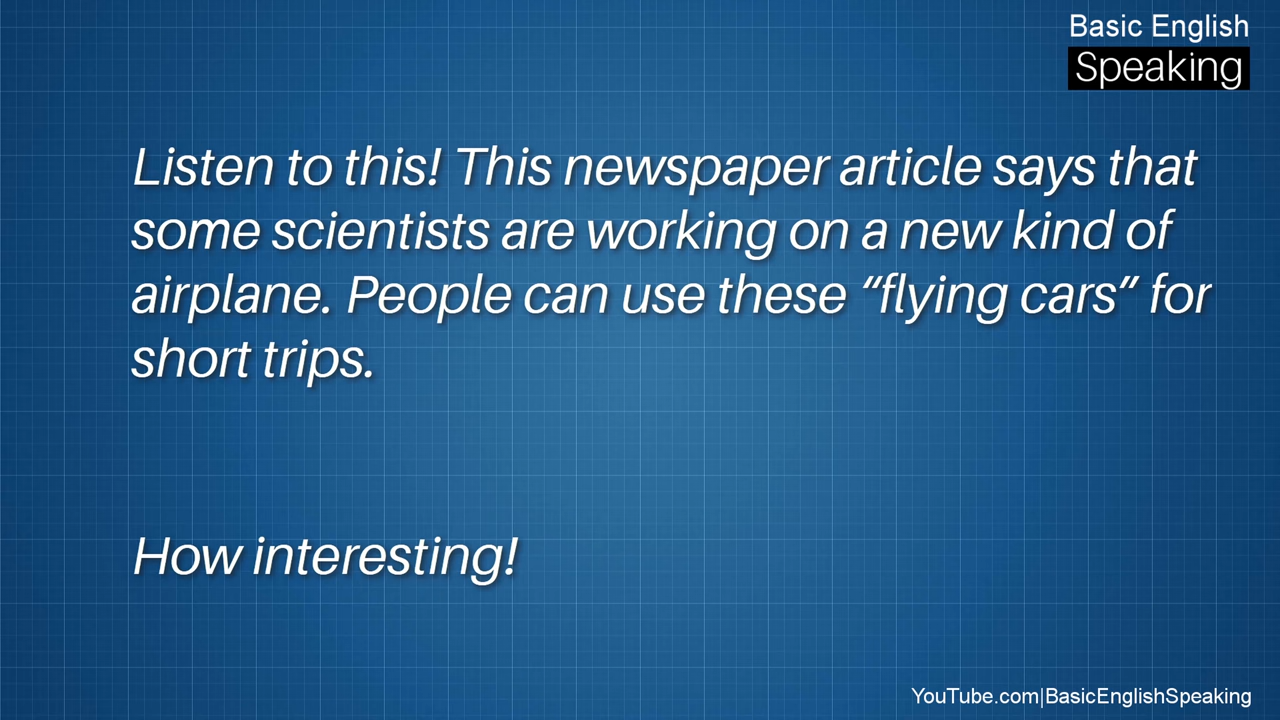 Basic English
Speaking
Listen to this! This newspaper article says that
some scientists are working on a new kind of
airplane. People can use these “flying cars” for
short trips.
How interesting!
YouTube.com|BasicEnglishSpeaking